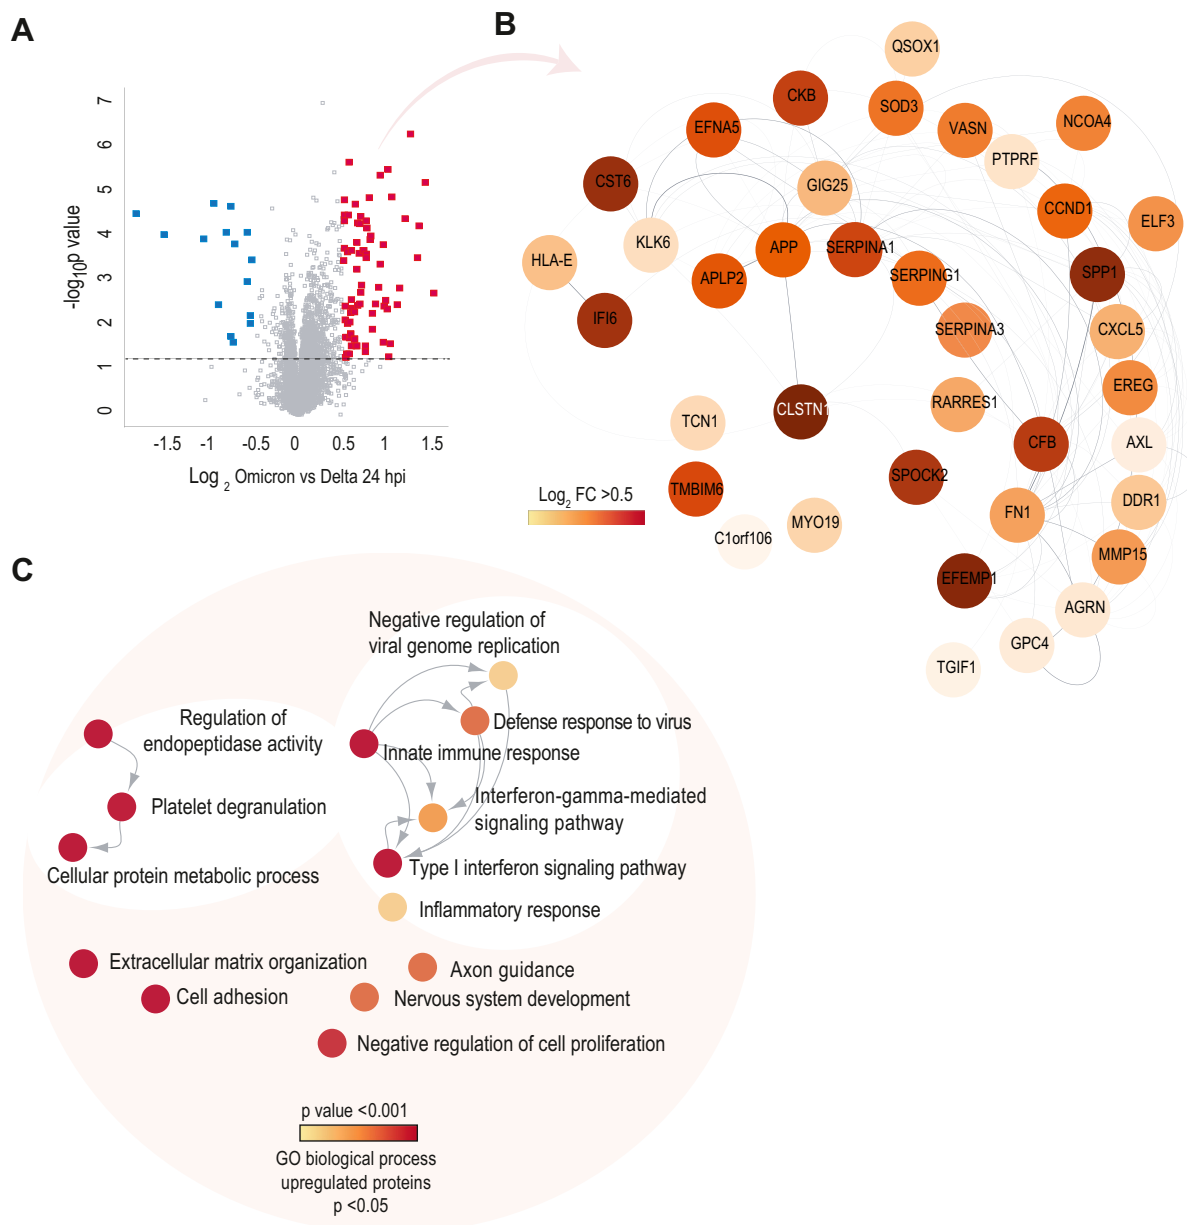 A
7
6
5
4
3
2
1
0
-log10p value
-1.5
-1
-0.5
0
0.5
1
1.5
Log 2 Omicron vs Delta 24 hpi
B
QSOX1
CKB
SOD3
EFNA5
VASN
NCOA4
PTPRF
CST6
GIG25
CCND1
ELF3
KLK6
APP
SERPINA1
HLA-E
APLP2
SERPING1
SPP1
IFI6
SERPINA3
CXCL5
EREG
CLSTN1
RARRES1
TCN1
CFB
AXL
TMBIM6
SPOCK2
DDR1
FN1
Log2 FC >0.5
MYO19
C1orf106
MMP15
EFEMP1
AGRN
GPC4
TGIF1
C
Negative regulation of
viral genome replication
Regulation of
endopeptidase activity
Defense response to virus
Innate immune response
Platelet degranulation
Interferon-gamma-mediated
signaling pathway
Cellular protein metabolic process
Type I interferon signaling pathway
Inflammatory response
Extracellular matrix organization
Axon guidance
Cell adhesion
Nervous system development
Negative regulation of cell proliferation
p value <0.001
GO biological process
upregulated proteins
p <0.05